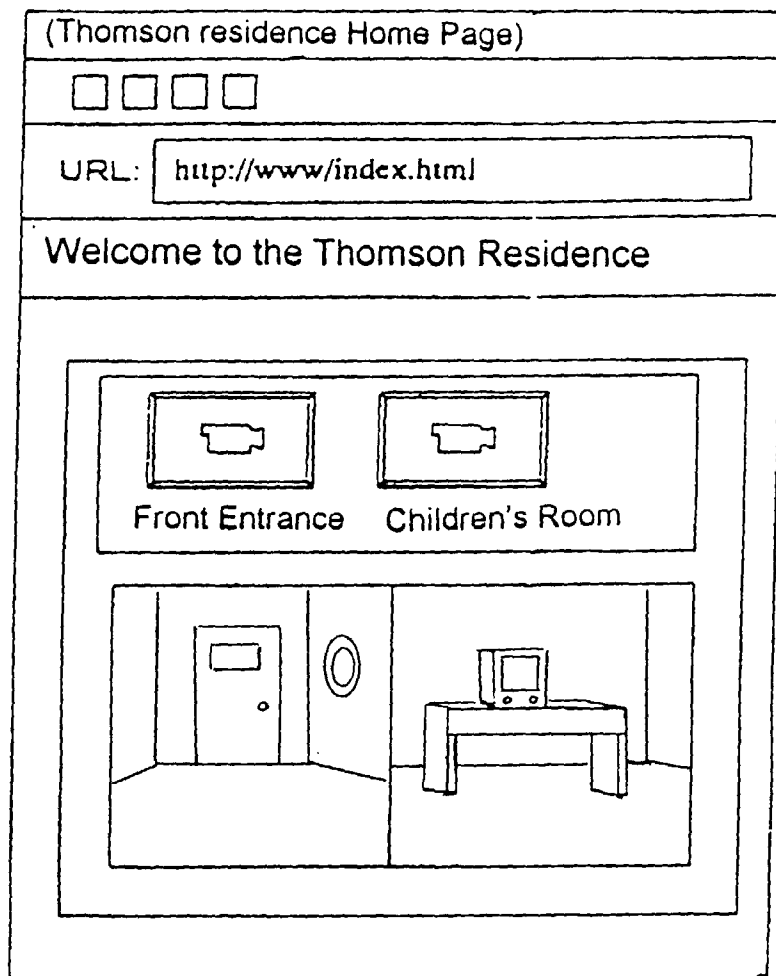 (Thomson residence Home Page)
URL: http://www/index.html
Welcome to the Thomson Residence
Front Entrance Children's Room